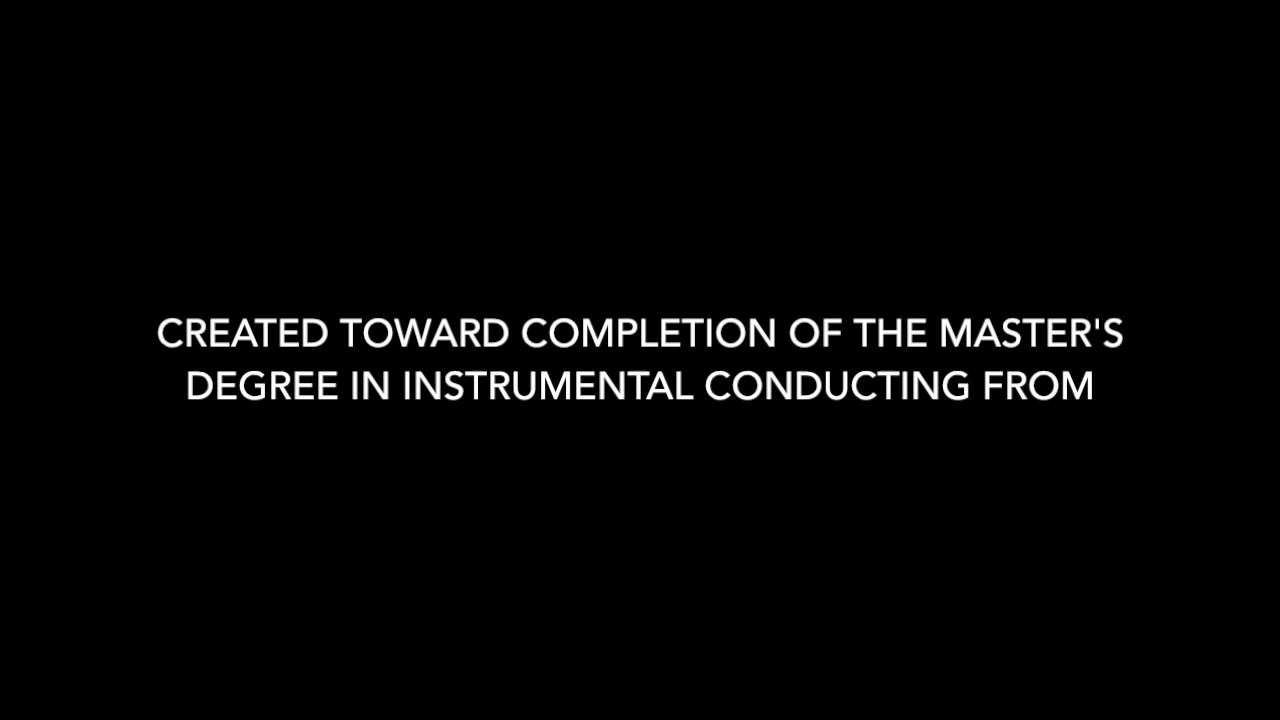 CREATED TOWARD COMPLETION OF THE MASTER'S
DEGREE IN INSTRUMENTAL CONDUCTING FROM